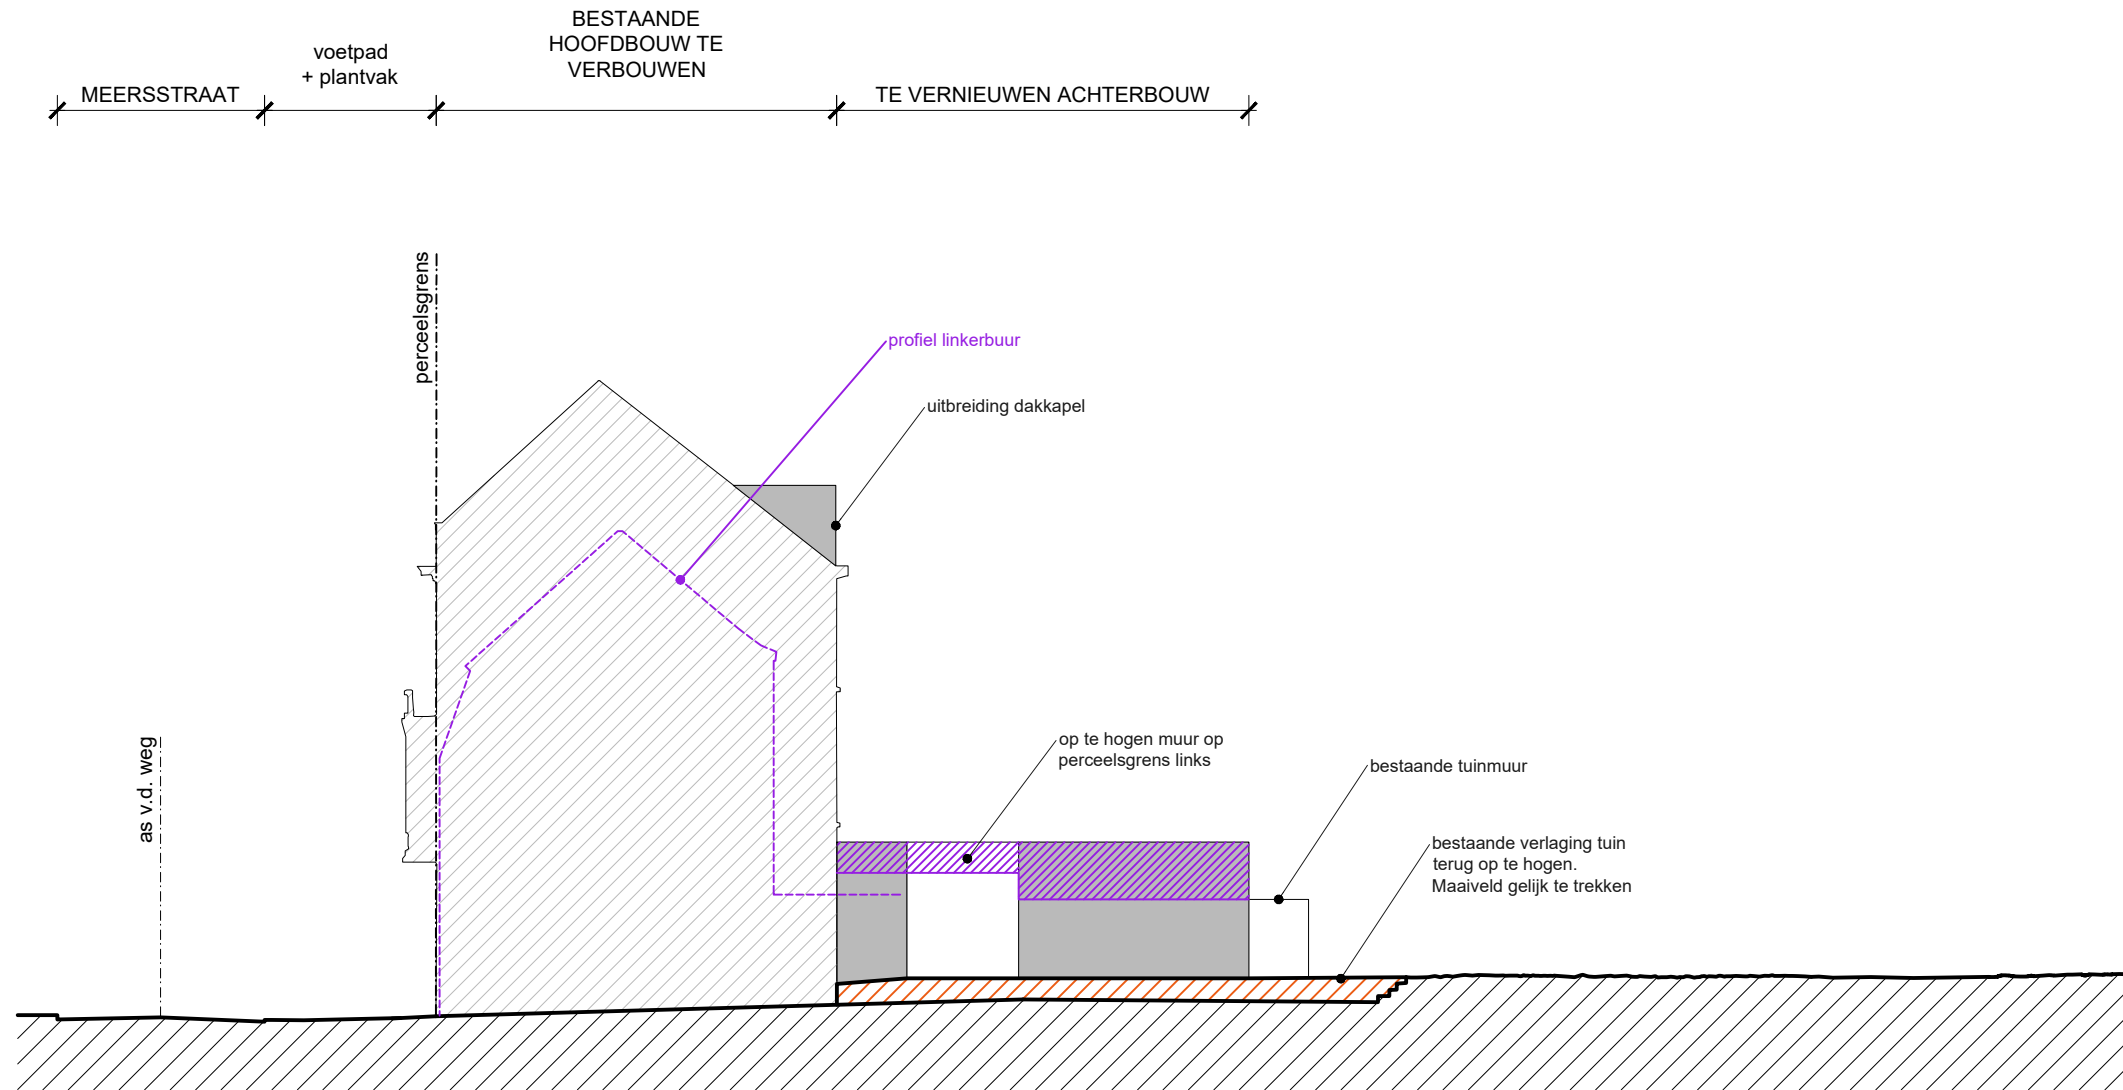 BESTAANDE
HOOFDBOUW TE
VERBOUWEN
voetpad
+ plantvak
MEERSSTRAAT
TE VERNIEUWEN ACHTERBOUW
perceelsgrens
profiel linkerbuur
uitbreiding dakkapel
as v.d. weg
op te hogen muur op
perceelsgrens links
bestaande tuinmuur
bestaande verlaging tuin
terug op te hogen.
Maaiveld gelijk te trekken